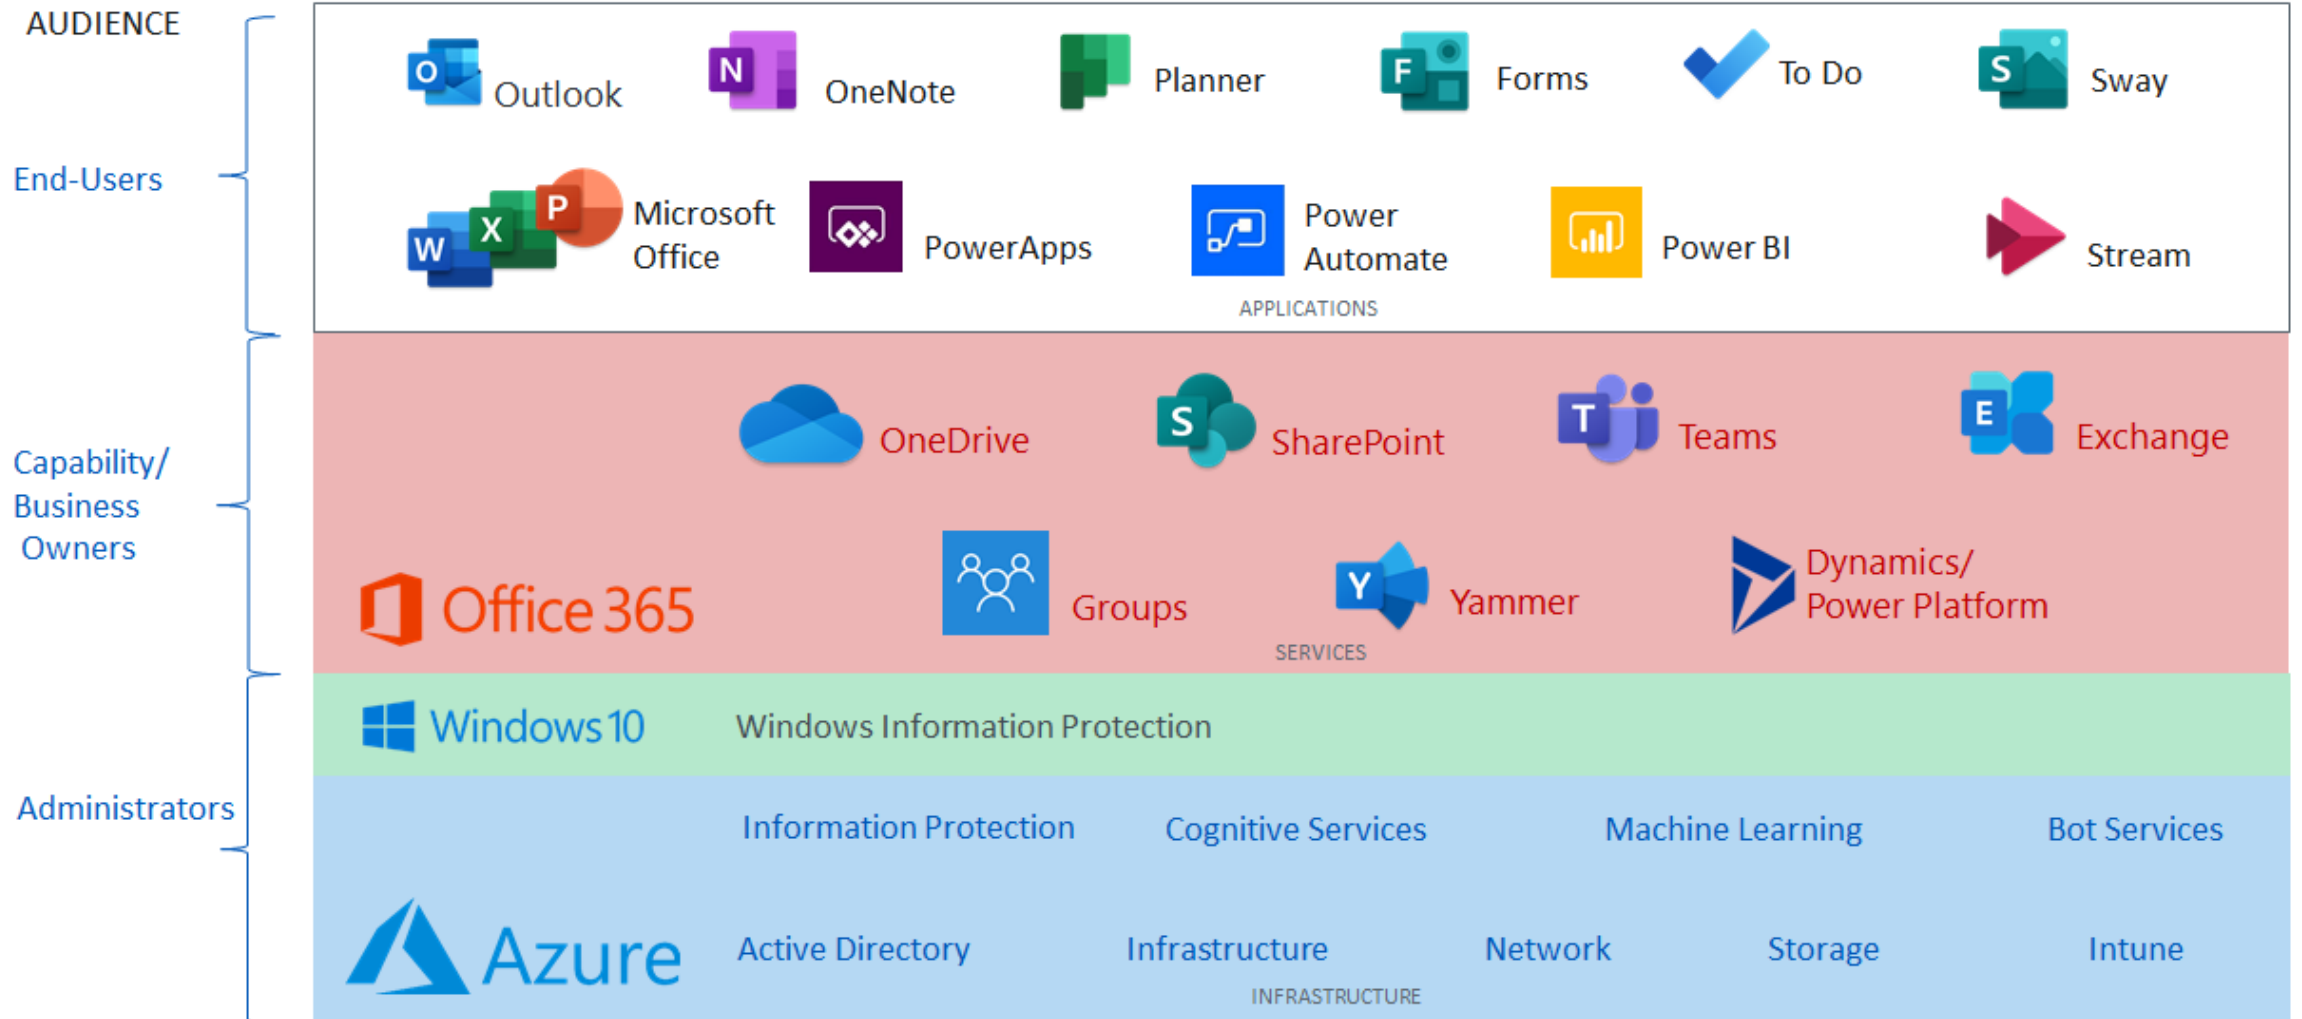 AUDIENCE
O Outlook
N OneNote
Planner
F Forms
To Do
S Sway
End-Users
W X P Microsoft
Office
PowerApps
Power
Automate
Power BI
Stream
APPLICATIONS
Capability/
Business
Owners
OneDrive
S SharePoint
T Teams
E Exchange
Office 365
Groups
Y Yammer
Dynamics/
Power Platform
SERVICES
Windows 10
Windows Information Protection
Administrators
Information Protection
Cognitive Services
Machine Learning
Bot Services
Azure
Active Directory
Infrastructure
Network
Storage
Intune
INFRASTRUCTURE